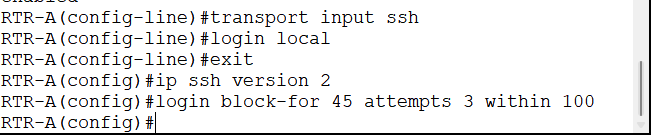 RTR-A(config-line)#transport input ssh
RTR-A(config-line)#login local
RTR-A(config-line)#exit
RTR-A(config)#ip ssh version 2
RTR-A(config)#login block-for 45 attempts 3 within 100
RTR-A(config)#